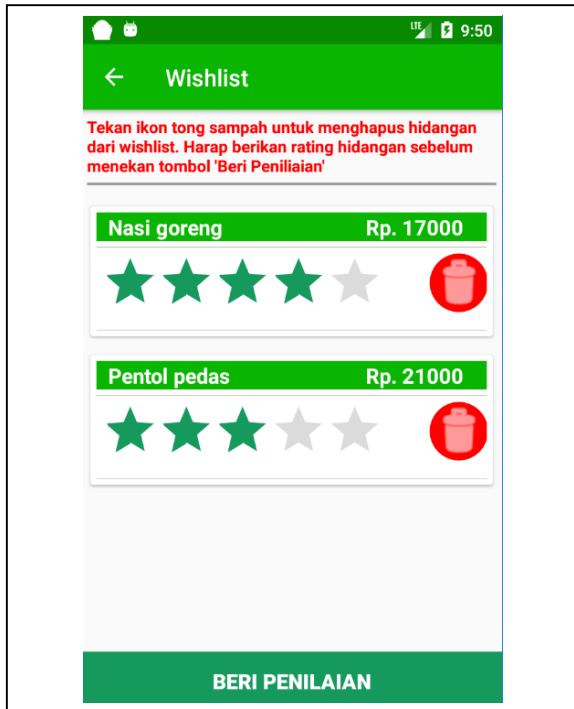 LTE 9:50
Wishlist
Tekan ikon tong sampah untuk menghapus hidangan
dari wishlist. Harap berikan rating hidangan sebelum
menekan tombol 'Beri Peniliaian'
Nasi goreng Rp. 17000
Pentol pedas Rp. 21000
BERI PENILAIAN